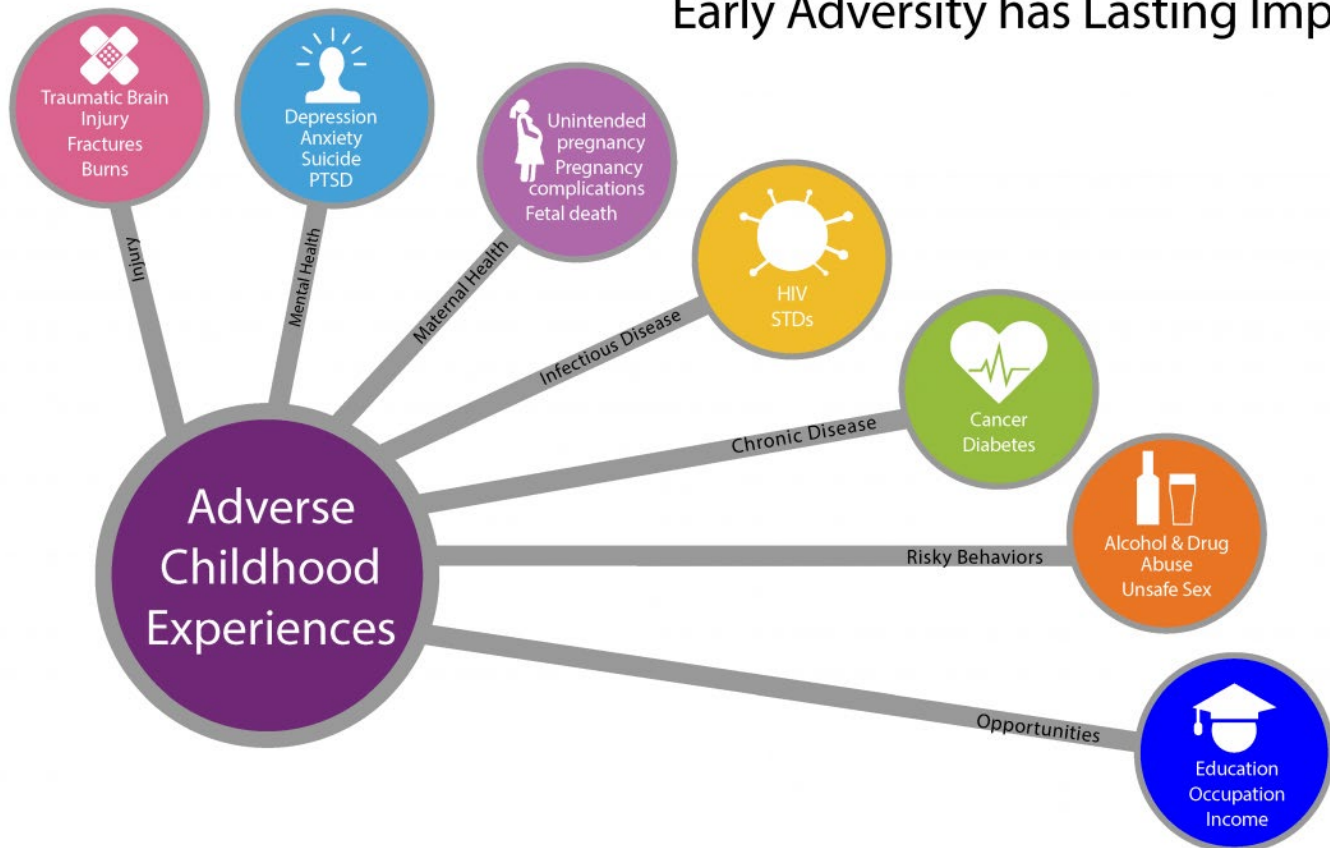 Early Adversity has Lasting Imp
Traumatic Brain
Injury
Fractures
Burns
Injury
Depression
Anxiety
Suicide
PTSD
Mental Health
Unintended
pregnancy
Pregnancy
complications
Fetal death
Maternal Health
HIV
STDs
Infectious Disease
Cancer
Diabetes
Chronic Disease
Alcohol & Drug
Abuse
Unsafe Sex
Risky Behaviors
Education
Occupation
Income
Opportunities
Adverse
Childhood
Experiences